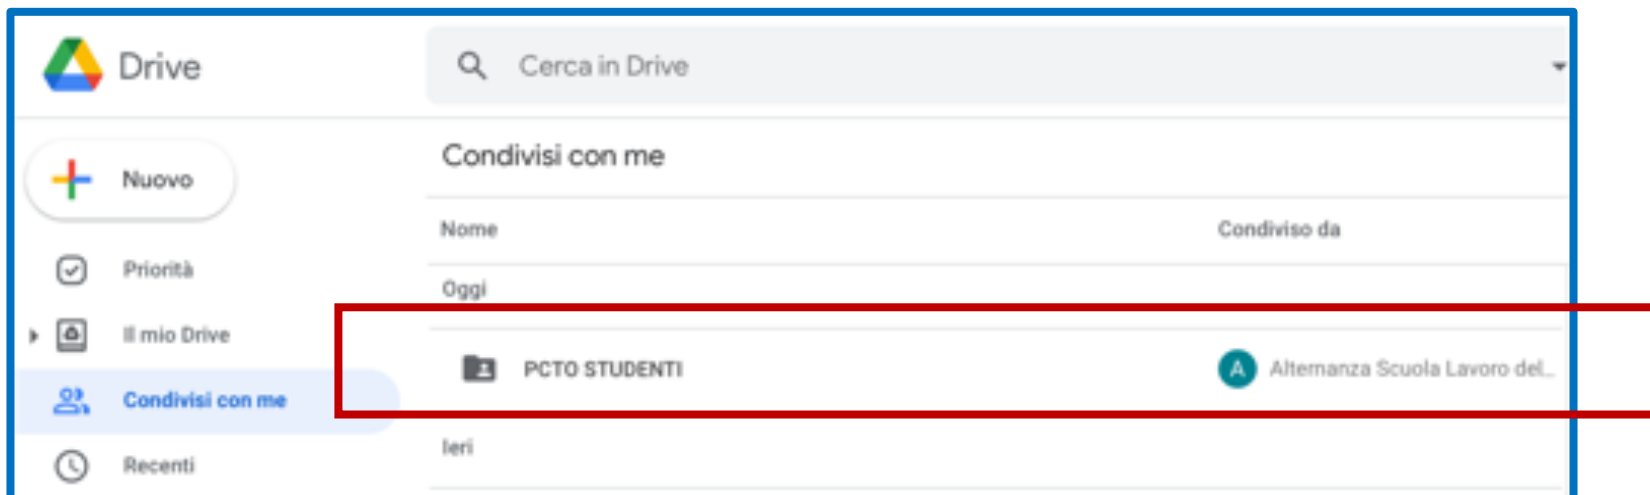 Drive
Cerca in Drive
Nuovo
Condivisi con me
Nome
Condiviso da
Priorità
Oggi
Il mio Drive
PCTO STUDENTI
A
Alternanza Scuola Lavoro del...
Condivisi con me
Ieri
Recenti